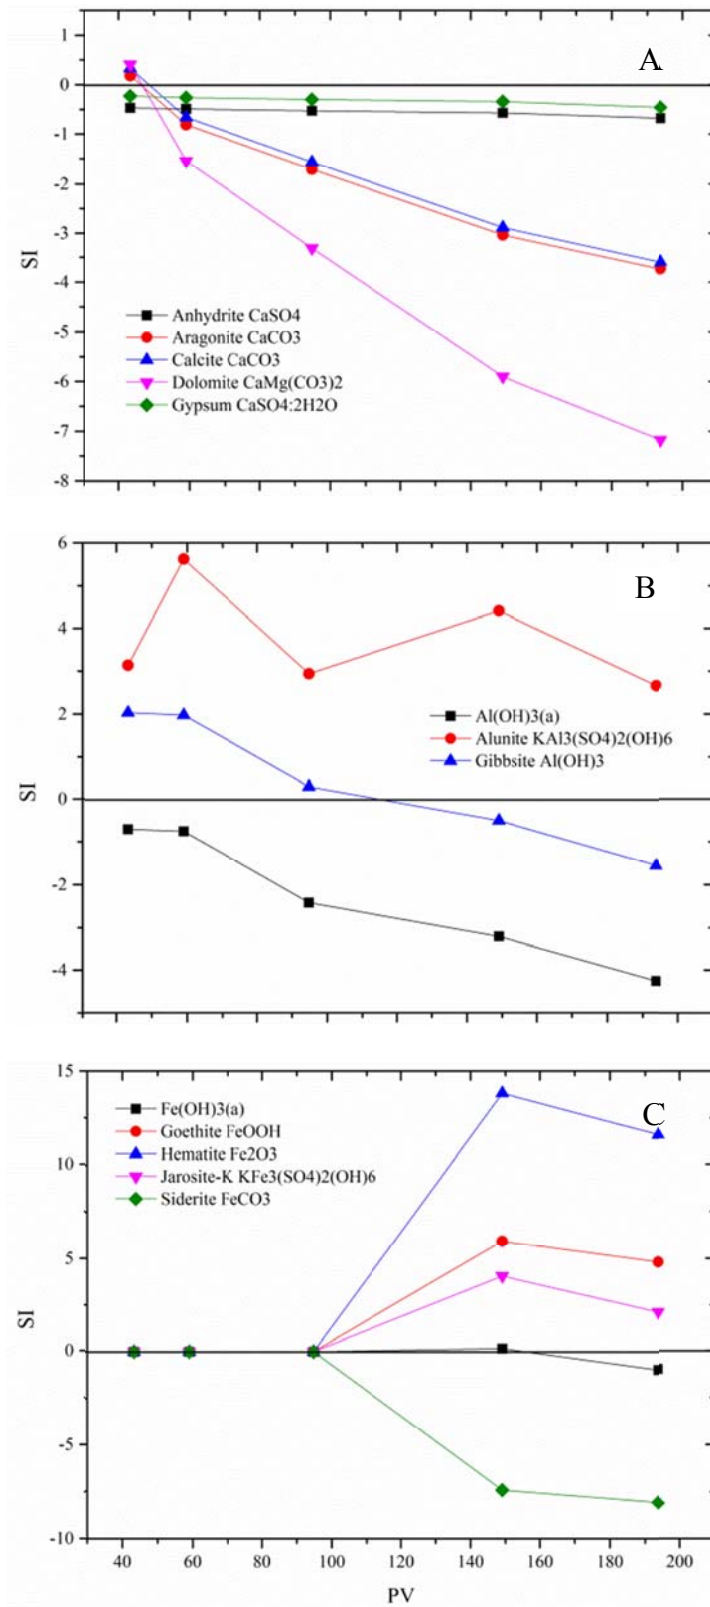 A
1
0
-1
-2
-3
-4
-5
-6
-7
-8
SI
Anhydrite CaSO4
Aragonite CaCO3
Calcite CaCO3
Dolomite CaMg(CO3)2
Gypsum CaSO4:2H2O
B
6
4
2
0
-2
-4
SI
Al(OH)3(a)
Alunite KAl3(SO4)2(OH)6
Gibbsite Al(OH)3
C
15
10
5
0
-5
-10
SI
Fe(OH)3(a)
Goethite FeOOH
Hematite Fe2O3
Jarosite-K KFe3(SO4)2(OH)6
Siderite FeCO3
40 60 80 100 120 140 160 180 200
PV